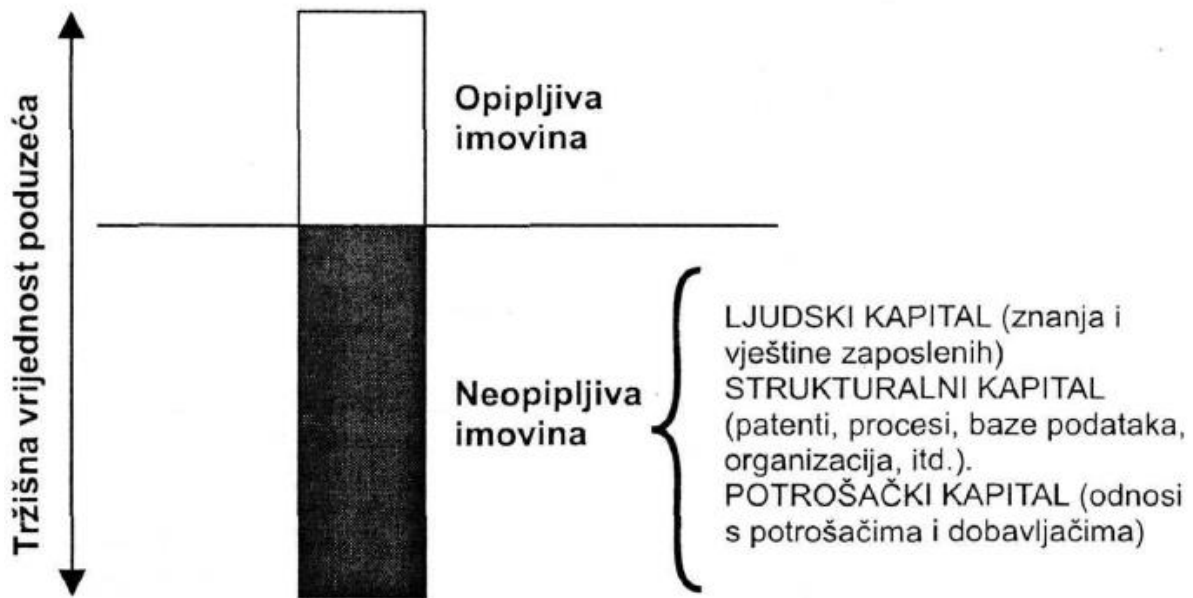 Tržišna vrijednost poduzeća
Opipljiva
imovina
Neopipljiva
imovina
LJUDSKI KAPITAL (znanja i
vještine zaposlenih)
STRUKTURALNI KAPITAL
(patenti, procesi, baze podataka,
organizacija, itd.).
POTROŠAČKI KAPITAL (odnosi
s potrošačima i dobavljačima)